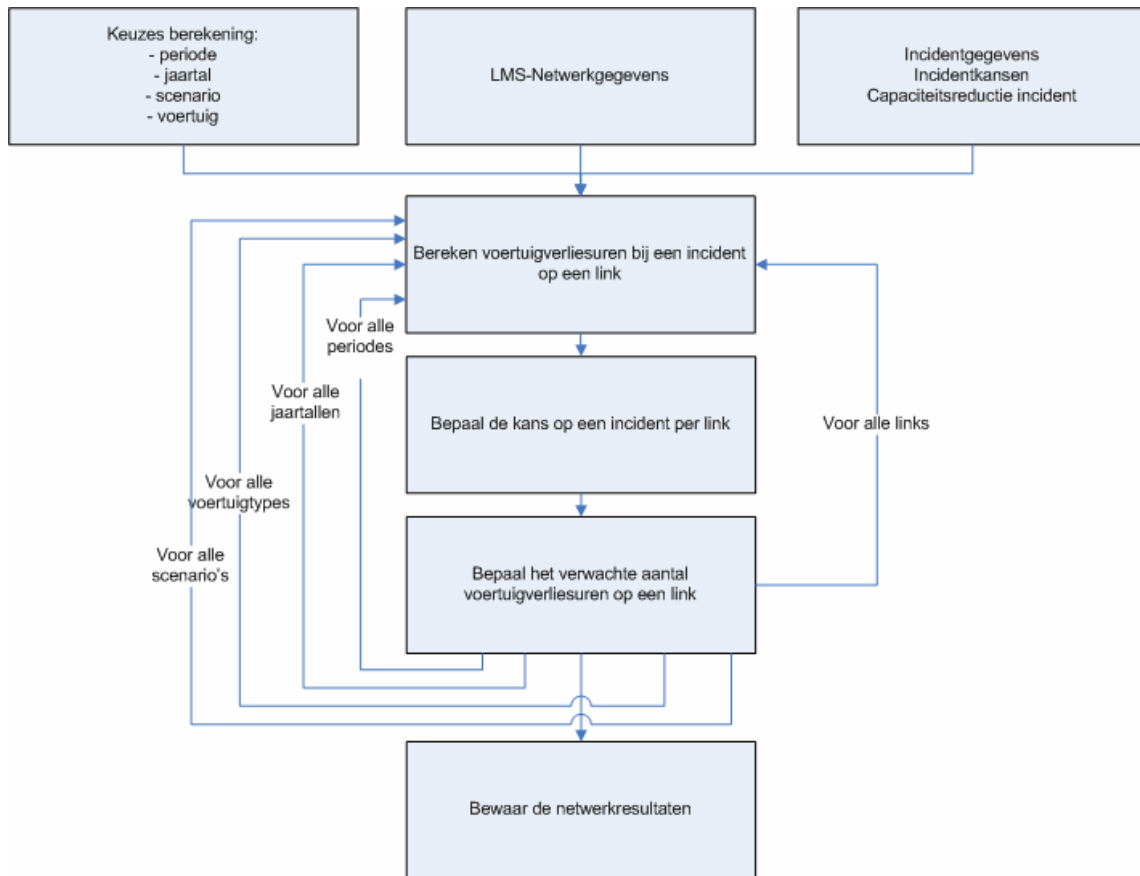 Keuzes berekening:
- periode
- jaartal
- scenario
- voertuig
LMS-Netwerkgegevens
Incidentgegevens
Incidentkansen
Capaciteitsreductie incident
Bereken voertuigverliesuren bij een incident
op een link
Voor alle
periodes
Voor alle
jaartallen
Bepaal de kans op een incident per link
Voor alle links
Voor alle
voertuigtypes
Voor alle
scenario's
Bepaal het verwachte aantal
voertuigverliesuren op een link
Bewaar de netwerkresultaten